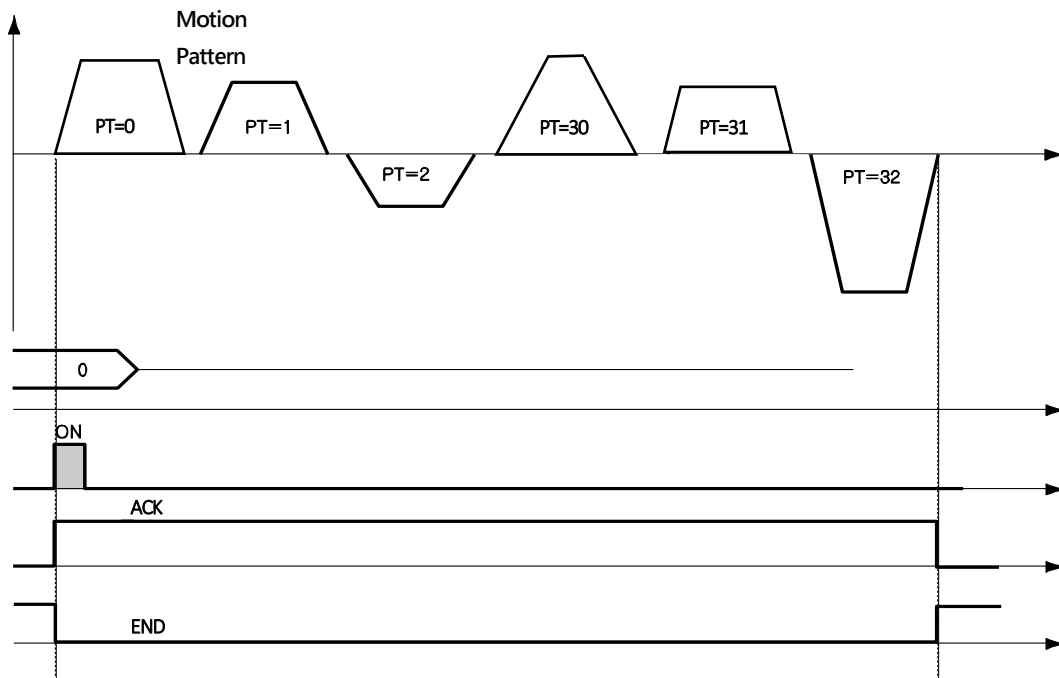 Motion
Pattern
PT=0
PT=1
PT=2
PT=30
PT=31
PT=32
0
ON
ACK
END